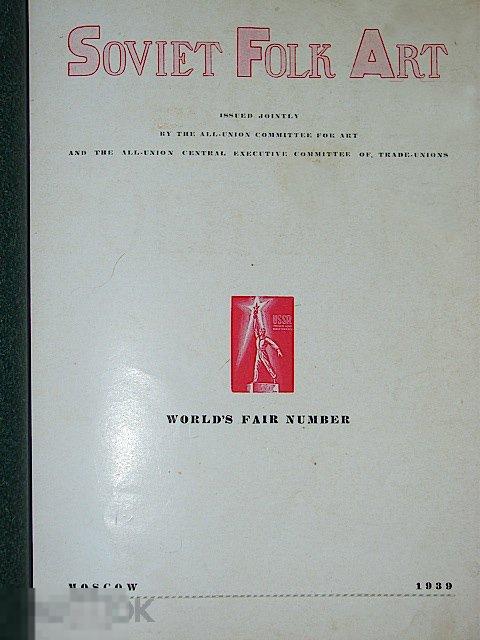 SOVIET FOLK ART
ISSUED JOINTLY
BY THE ALL-UNION COMMITTEE FOR ART
AND THE ALL-UNION CENTRAL EXECUTIVE COMMITTEE OF TRADE-UNIONS
USSR
WORLD'S FAIR NUMBER
MOSCOW 1939